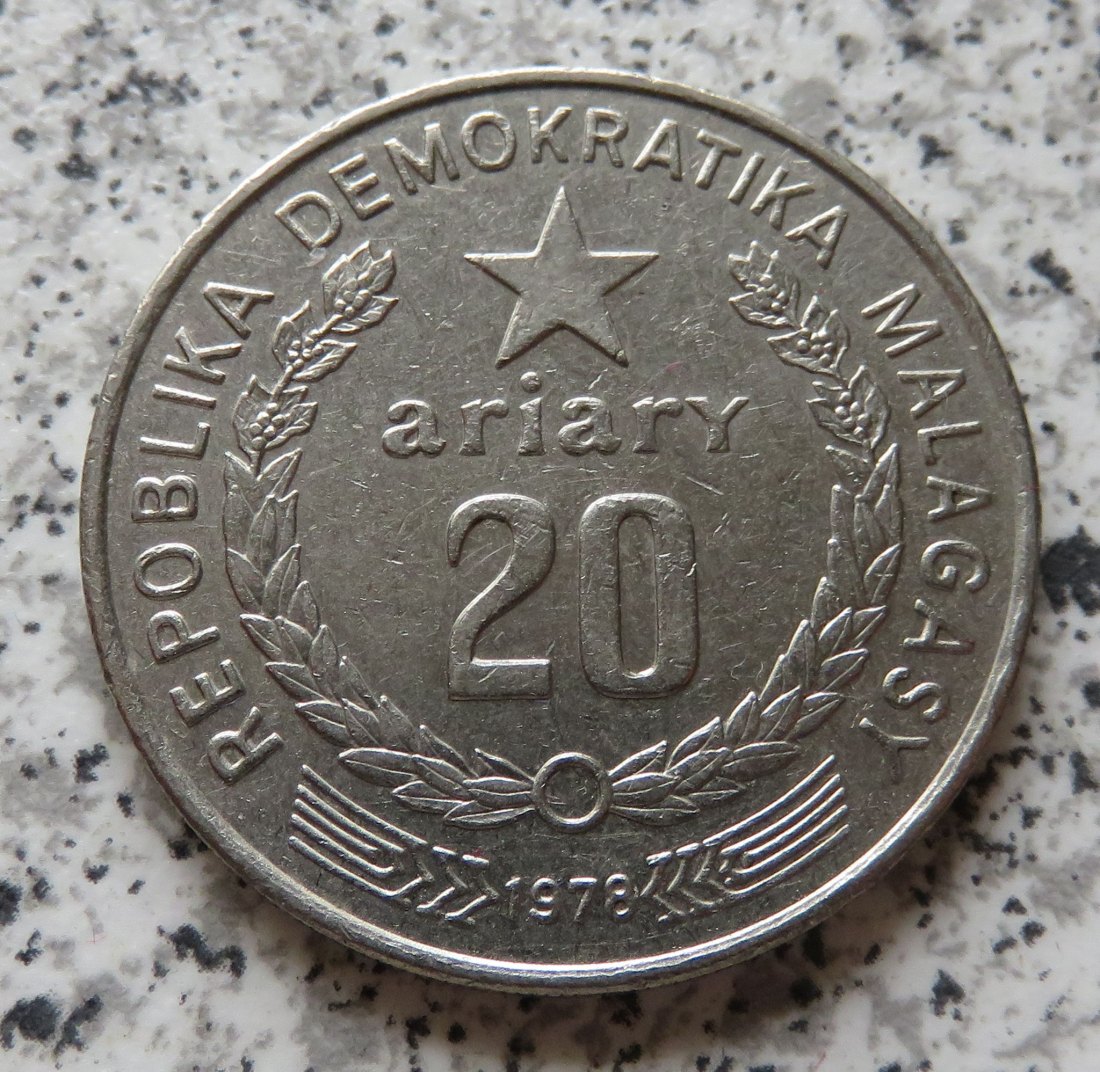 REPOBLIKA DEMOKRATIKA MALAGASY
ariary
20
1978